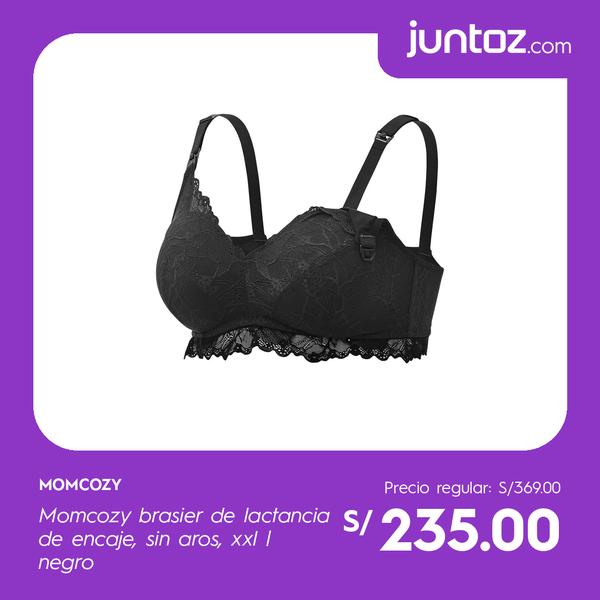 juntoz.com
MOMCOZY
Momcozy brasier de lactancia
de encaje, sin aros, xxl |
negro
Precio regular: S/369.00
S/ 235.00